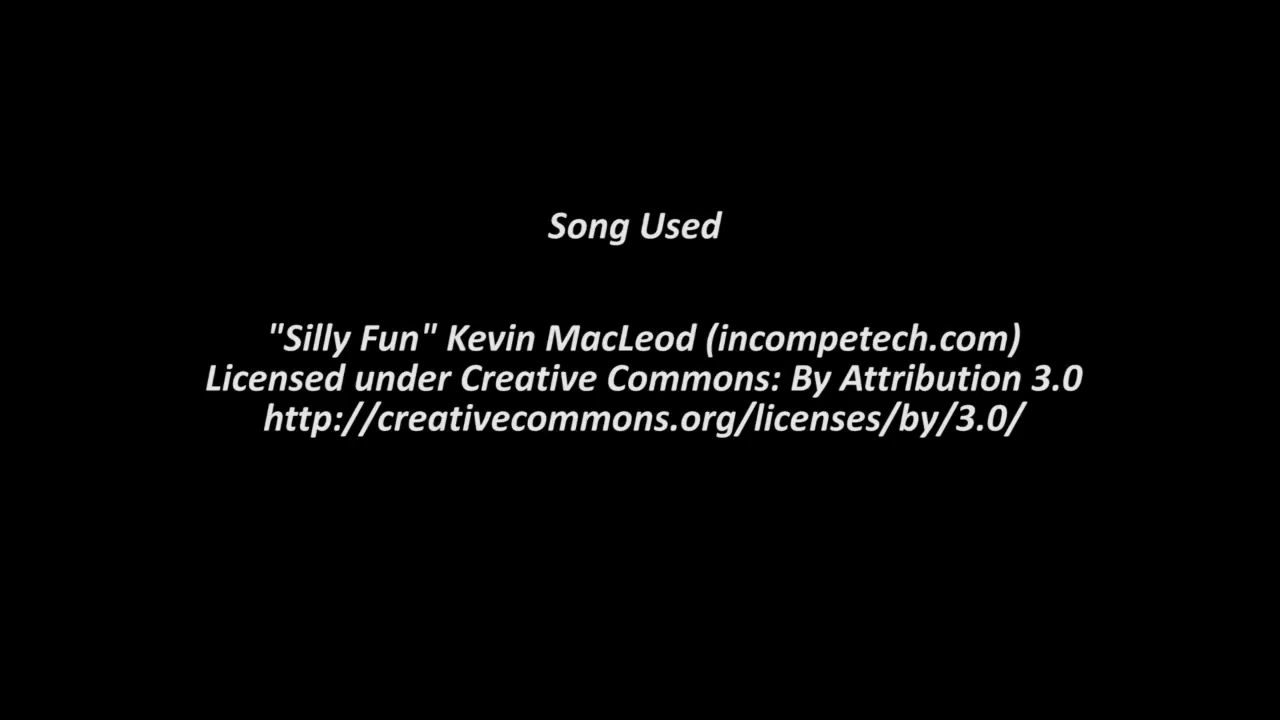 Song Used
"Silly Fun" Kevin MacLeod (incompetech.com)
Licensed under Creative Commons: By Attribution 3.0
http://creativecommons.org/licenses/by/3.0/